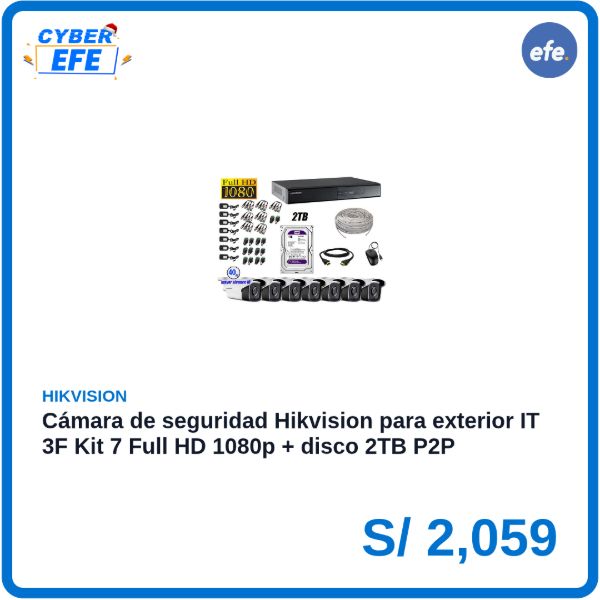 CYBER
EFE
efe.
Full HD
1080
2TB
40
HIKVISION
Cámara de seguridad Hikvision para exterior IT
3F Kit 7 Full HD 1080p + disco 2TB P2P
S/ 2,059